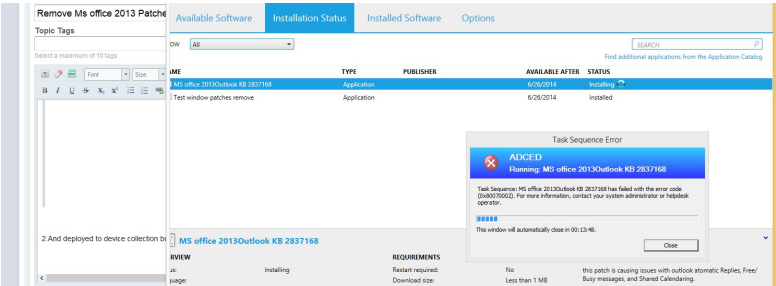 Remove Ms office 2013 Patche
Topic Tags
Select a maximum of 10 tags
Font
Size
B I U S X₂ X²
2 And deployed to device collection bu
Available Software
Installation Status
Installed Software
Options
OW
All
SEARCH
Find additional applications from the Application Catalog
AME
TYPE
PUBLISHER
AVAILABLE AFTER
STATUS
MS office 2013Outlook KB 2837168
Application
6/26/2014
Installing
Test window patches remove
Application
6/26/2014
Installed
Task Sequence Error
ADCED
Running: MS office 2013Outlook KB 2837168
Task Sequence: MS office 2013Outlook KB 2837168 has failed with the error code
(0x80070002). For more information, contact your system administrator or helpdesk
operator.
This window will automatically close in 00:13:48.
Close
MS office 2013Outlook KB 2837168
RVIEW
us:
Installing
guage:
REQUIREMENTS
Restart required:
No
Download size:
Less than 1 MB
this patch is causing issues with outlook atomatic Replies, Free/
Busy messages, and Shared Calendaring.